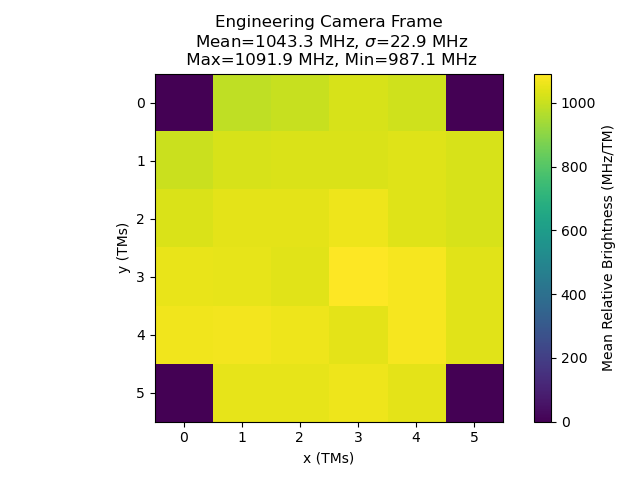 Engineering Camera Frame
Mean=1043.3 MHz, σ=22.9 MHz
Max=1091.9 MHz, Min=987.1 MHz
0
1
2
3
4
5
y (TMs)
0 1 2 3 4 5
x (TMs)
1000
800
600
400
200
0
Mean Relative Brightness (MHz/TM)